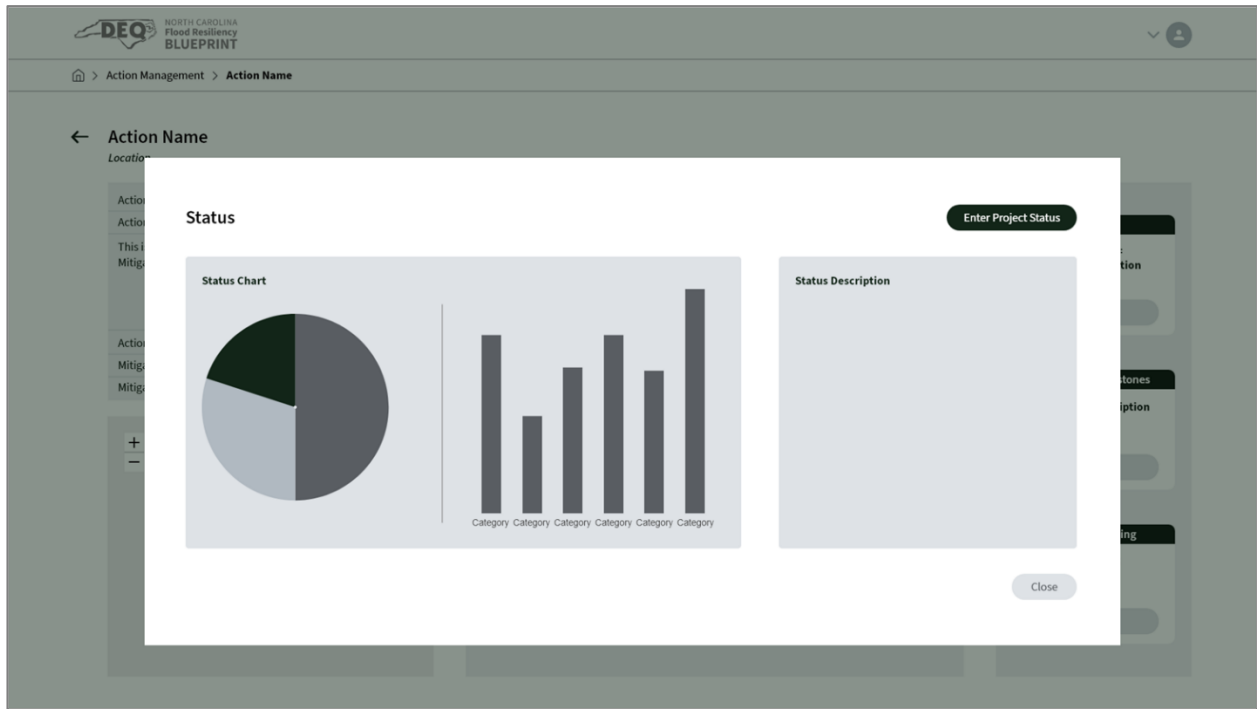 DEQ
NORTH CAROLINA
Flood Resiliency
BLUEPRINT
> Action Management > Action Name
Action Name
Location
Status
Enter Project Status
Status Chart
Status Description
Category Category Category Category Category Category
Close